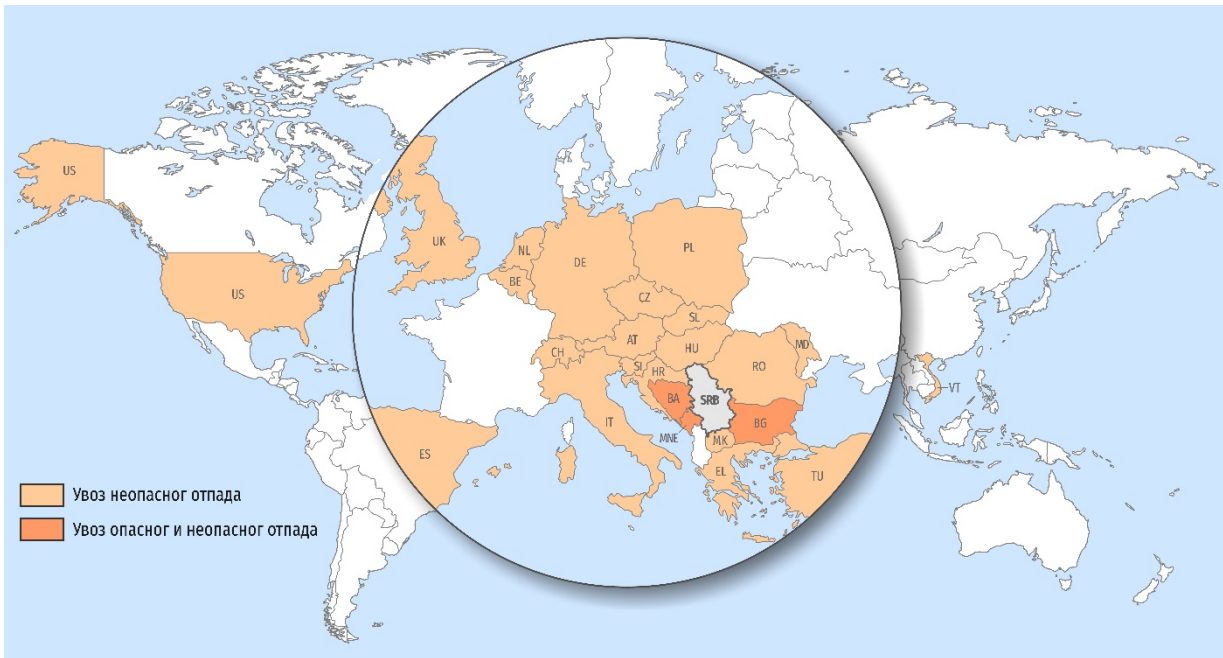 US
US
UK
NL
BE
DE
PL
CZ
SL
AT
CH
HU
SI
HR
RO
MD
BA
SRB
BG
IT
MNE
MK
EL
ES
TU
VT
Увоз неопасног отпада
Увоз опасног и неопасног отпада